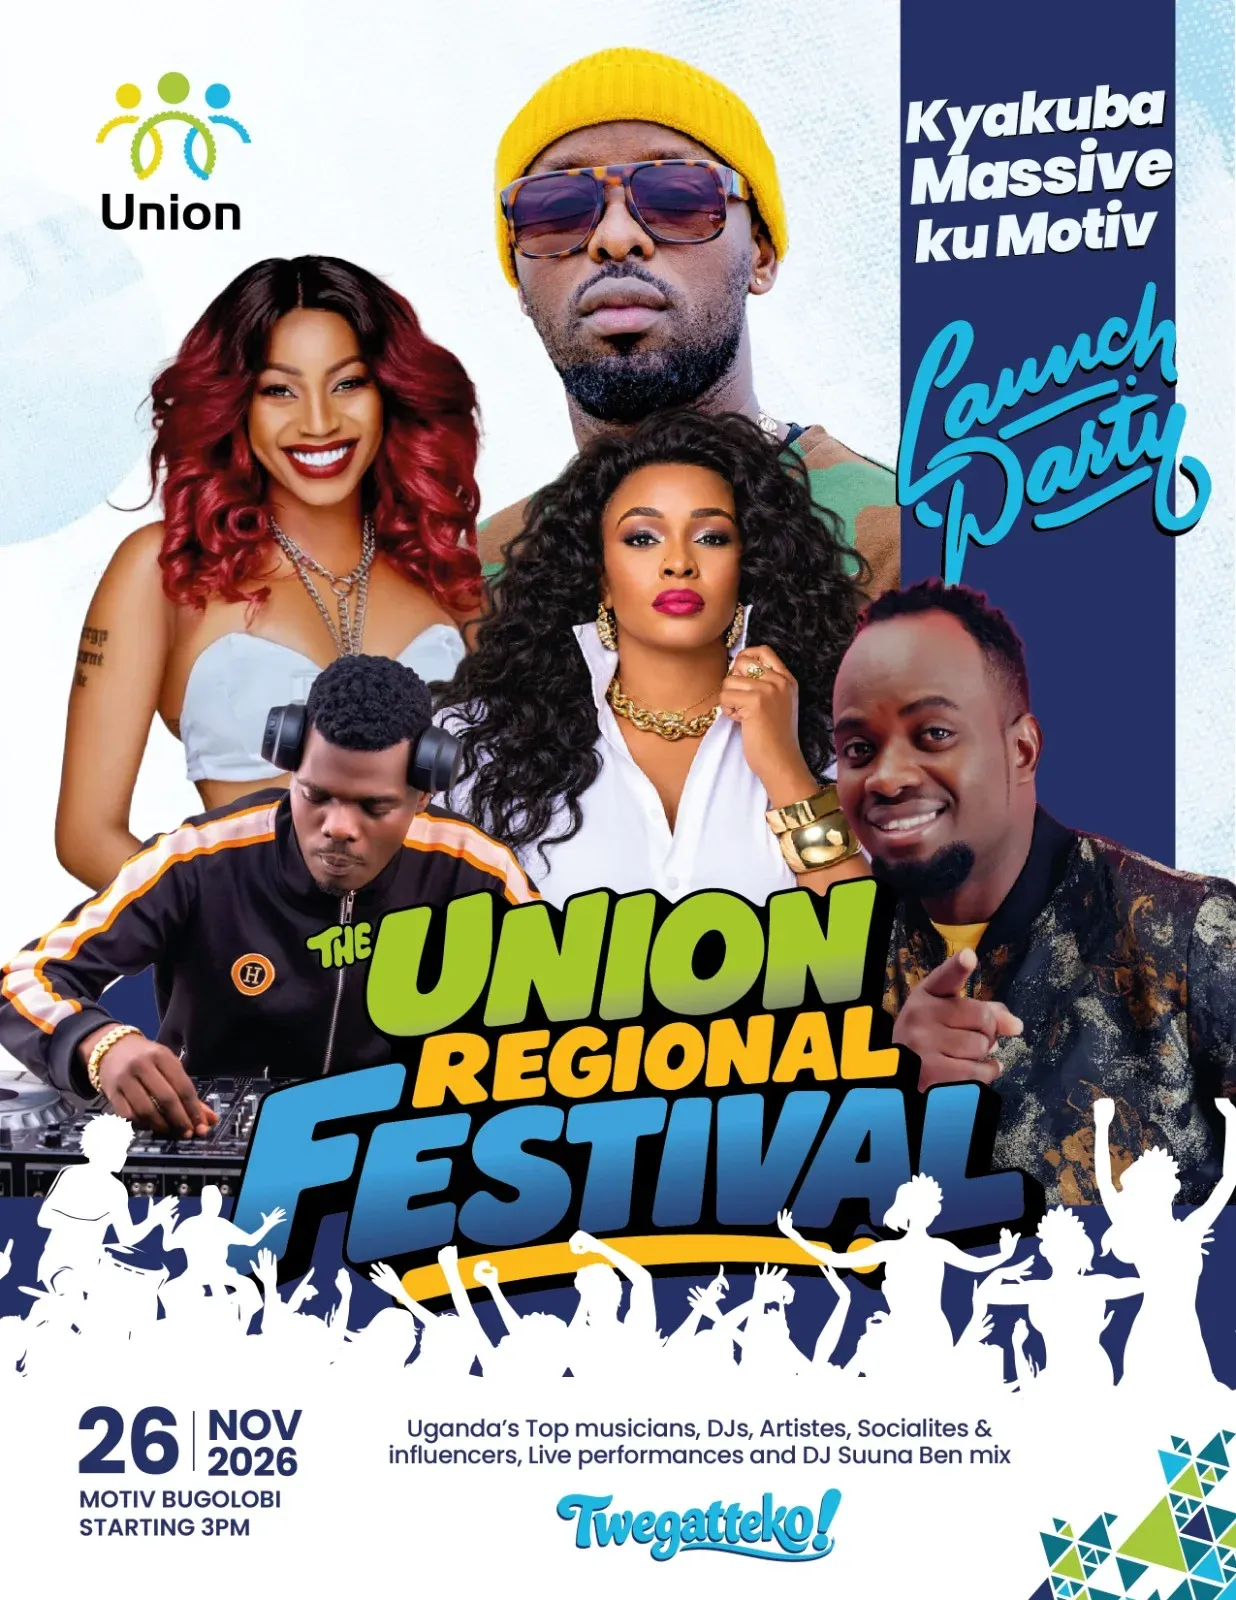 Union
Kyakuba
Massive
ku Motiv
Launch
Party
H
THE UNION
REGIONAL
FESTIVAL
26
NOV
2026
MOTIV BUGOLOBI
STARTING 3PM
Uganda's Top musicians, DJs, Artistes, Socialites &
influencers, Live performances and DJ Suuna Ben mix
Twegatteko!